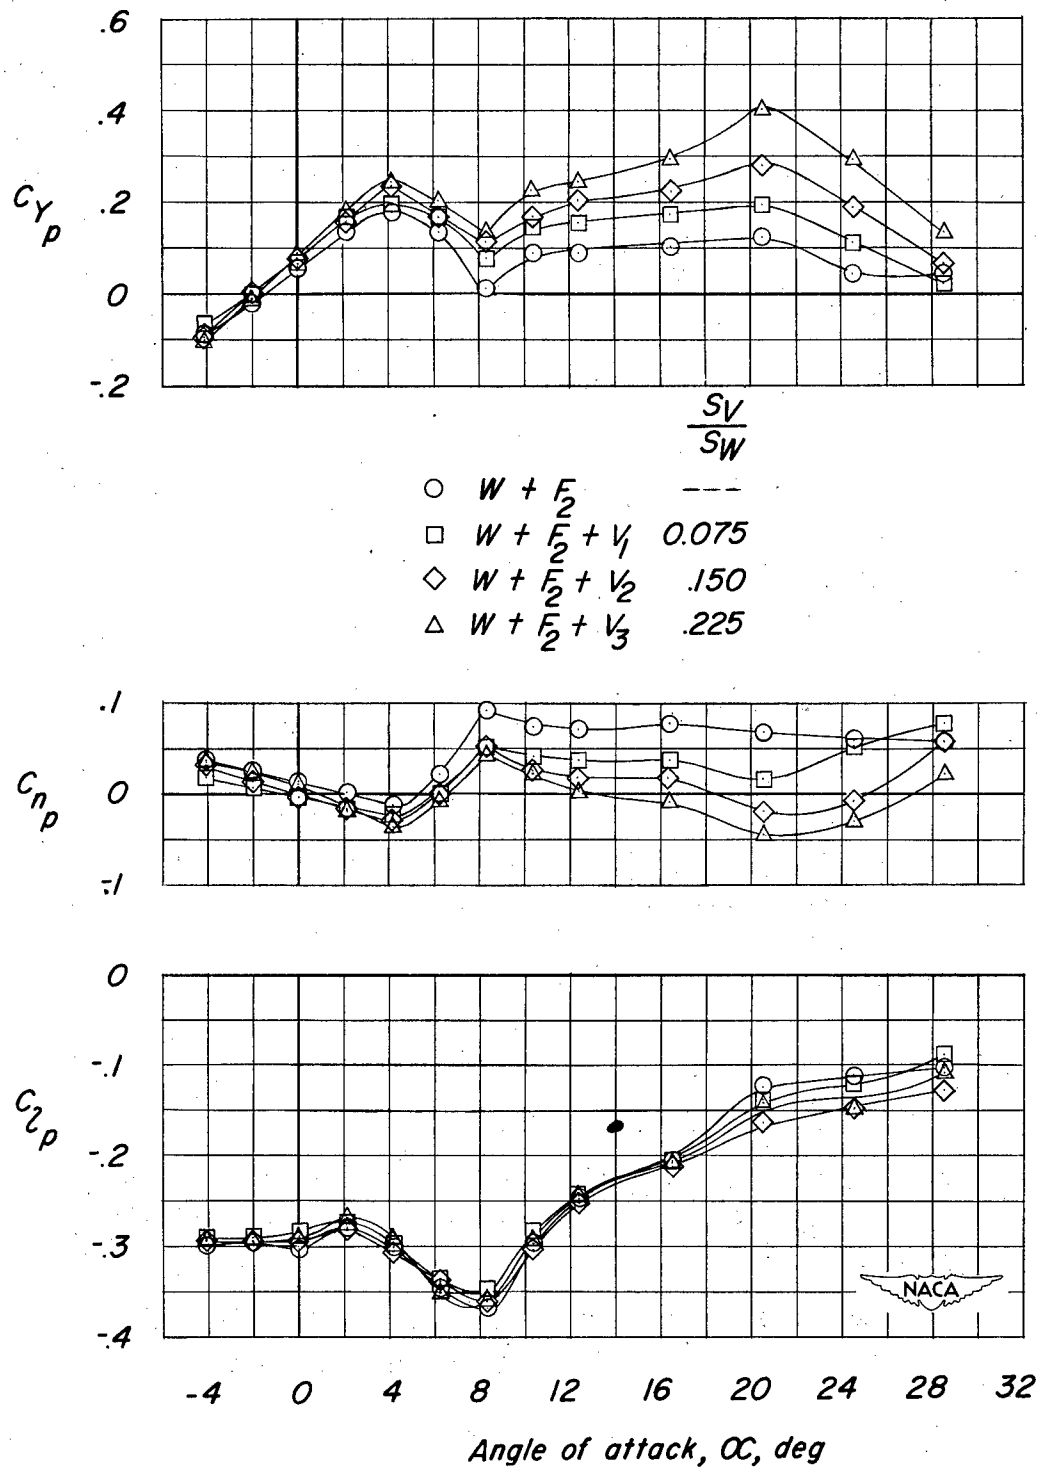 .6
.4
.2
0
-.2
C_Y_p
S_V
S_W
○ W + F_2 ---
□ W + F_2 + V_1 0.075
◇ W + F_2 + V_2 .150
△ W + F_2 + V_3 .225
.1
0
-.1
C_n_p
0
-.1
-.2
-.3
-.4
C_l_p
NACA
-4 0 4 8 12 16 20 24 28 32
Angle of attack, α, deg